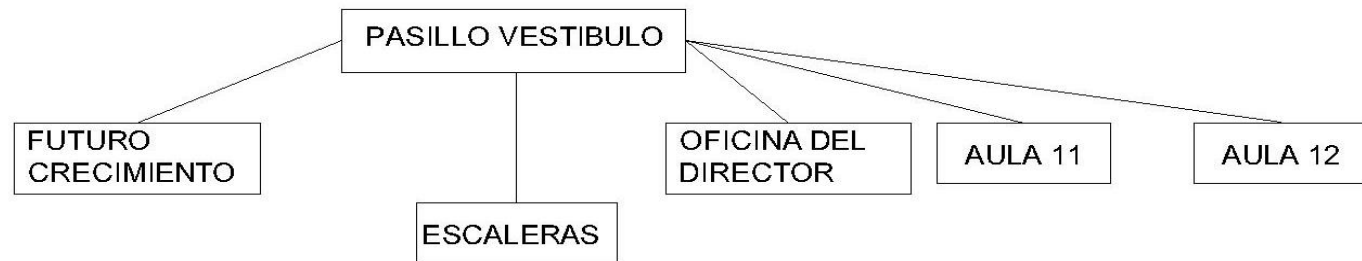 PASILLO VESTIBULO
FUTURO
CRECIMIENTO
OFICINA DEL
DIRECTOR
AULA 11
AULA 12
ESCALERAS